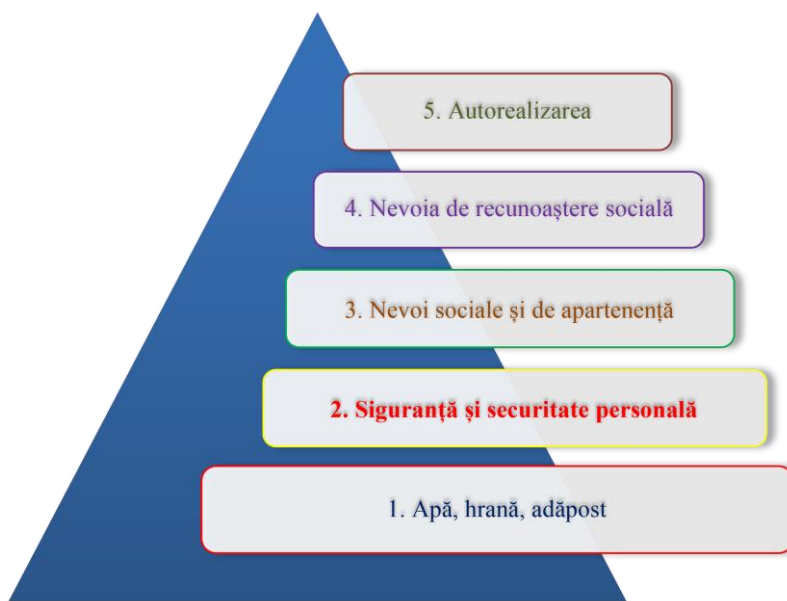 5. Autorealizarea
4. Nevoia de recunoaștere socială
3. Nevoi sociale și de apartenență
2. Siguranță și securitate personală
1. Apă, hrană, adăpost